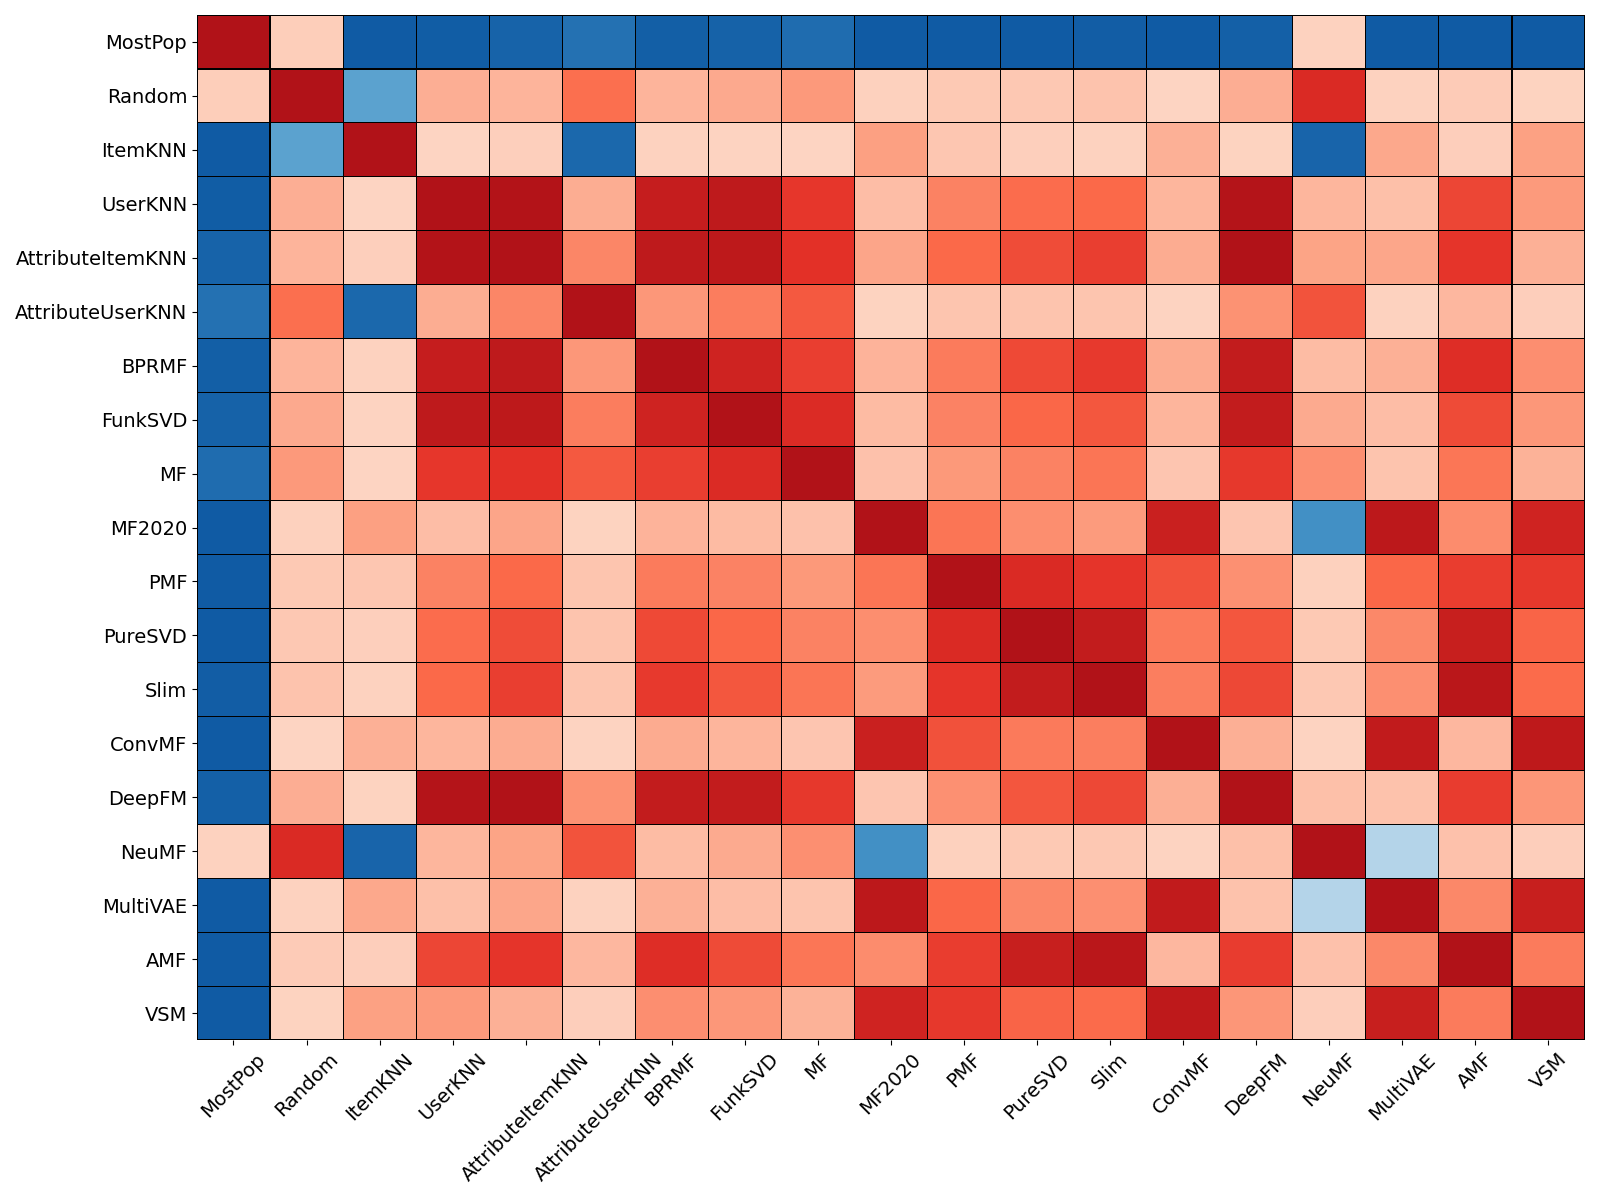 MostPop
Random
ItemKNN
UserKNN
AttributeItemKNN
AttributeUserKNN
BPRMF
FunkSVD
MF
MF2020
PMF
PureSVD
Slim
ConvMF
DeepFM
NeuMF
MultiVAE
AMF
VSM
MostPop
Random
ItemKNN
UserKNN
AttributeItemKNN
AttributeUserKNN
BPRMF
FunkSVD
MF
MF2020
PMF
PureSVD
Slim
ConvMF
DeepFM
NeuMF
MultiVAE
AMF
VSM